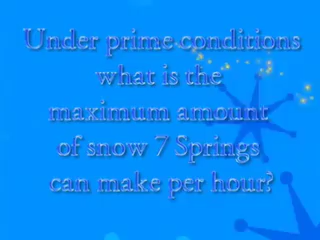 Under prime conditions
what is the
maximum amount
of snow 7 Springs
can make per hour?